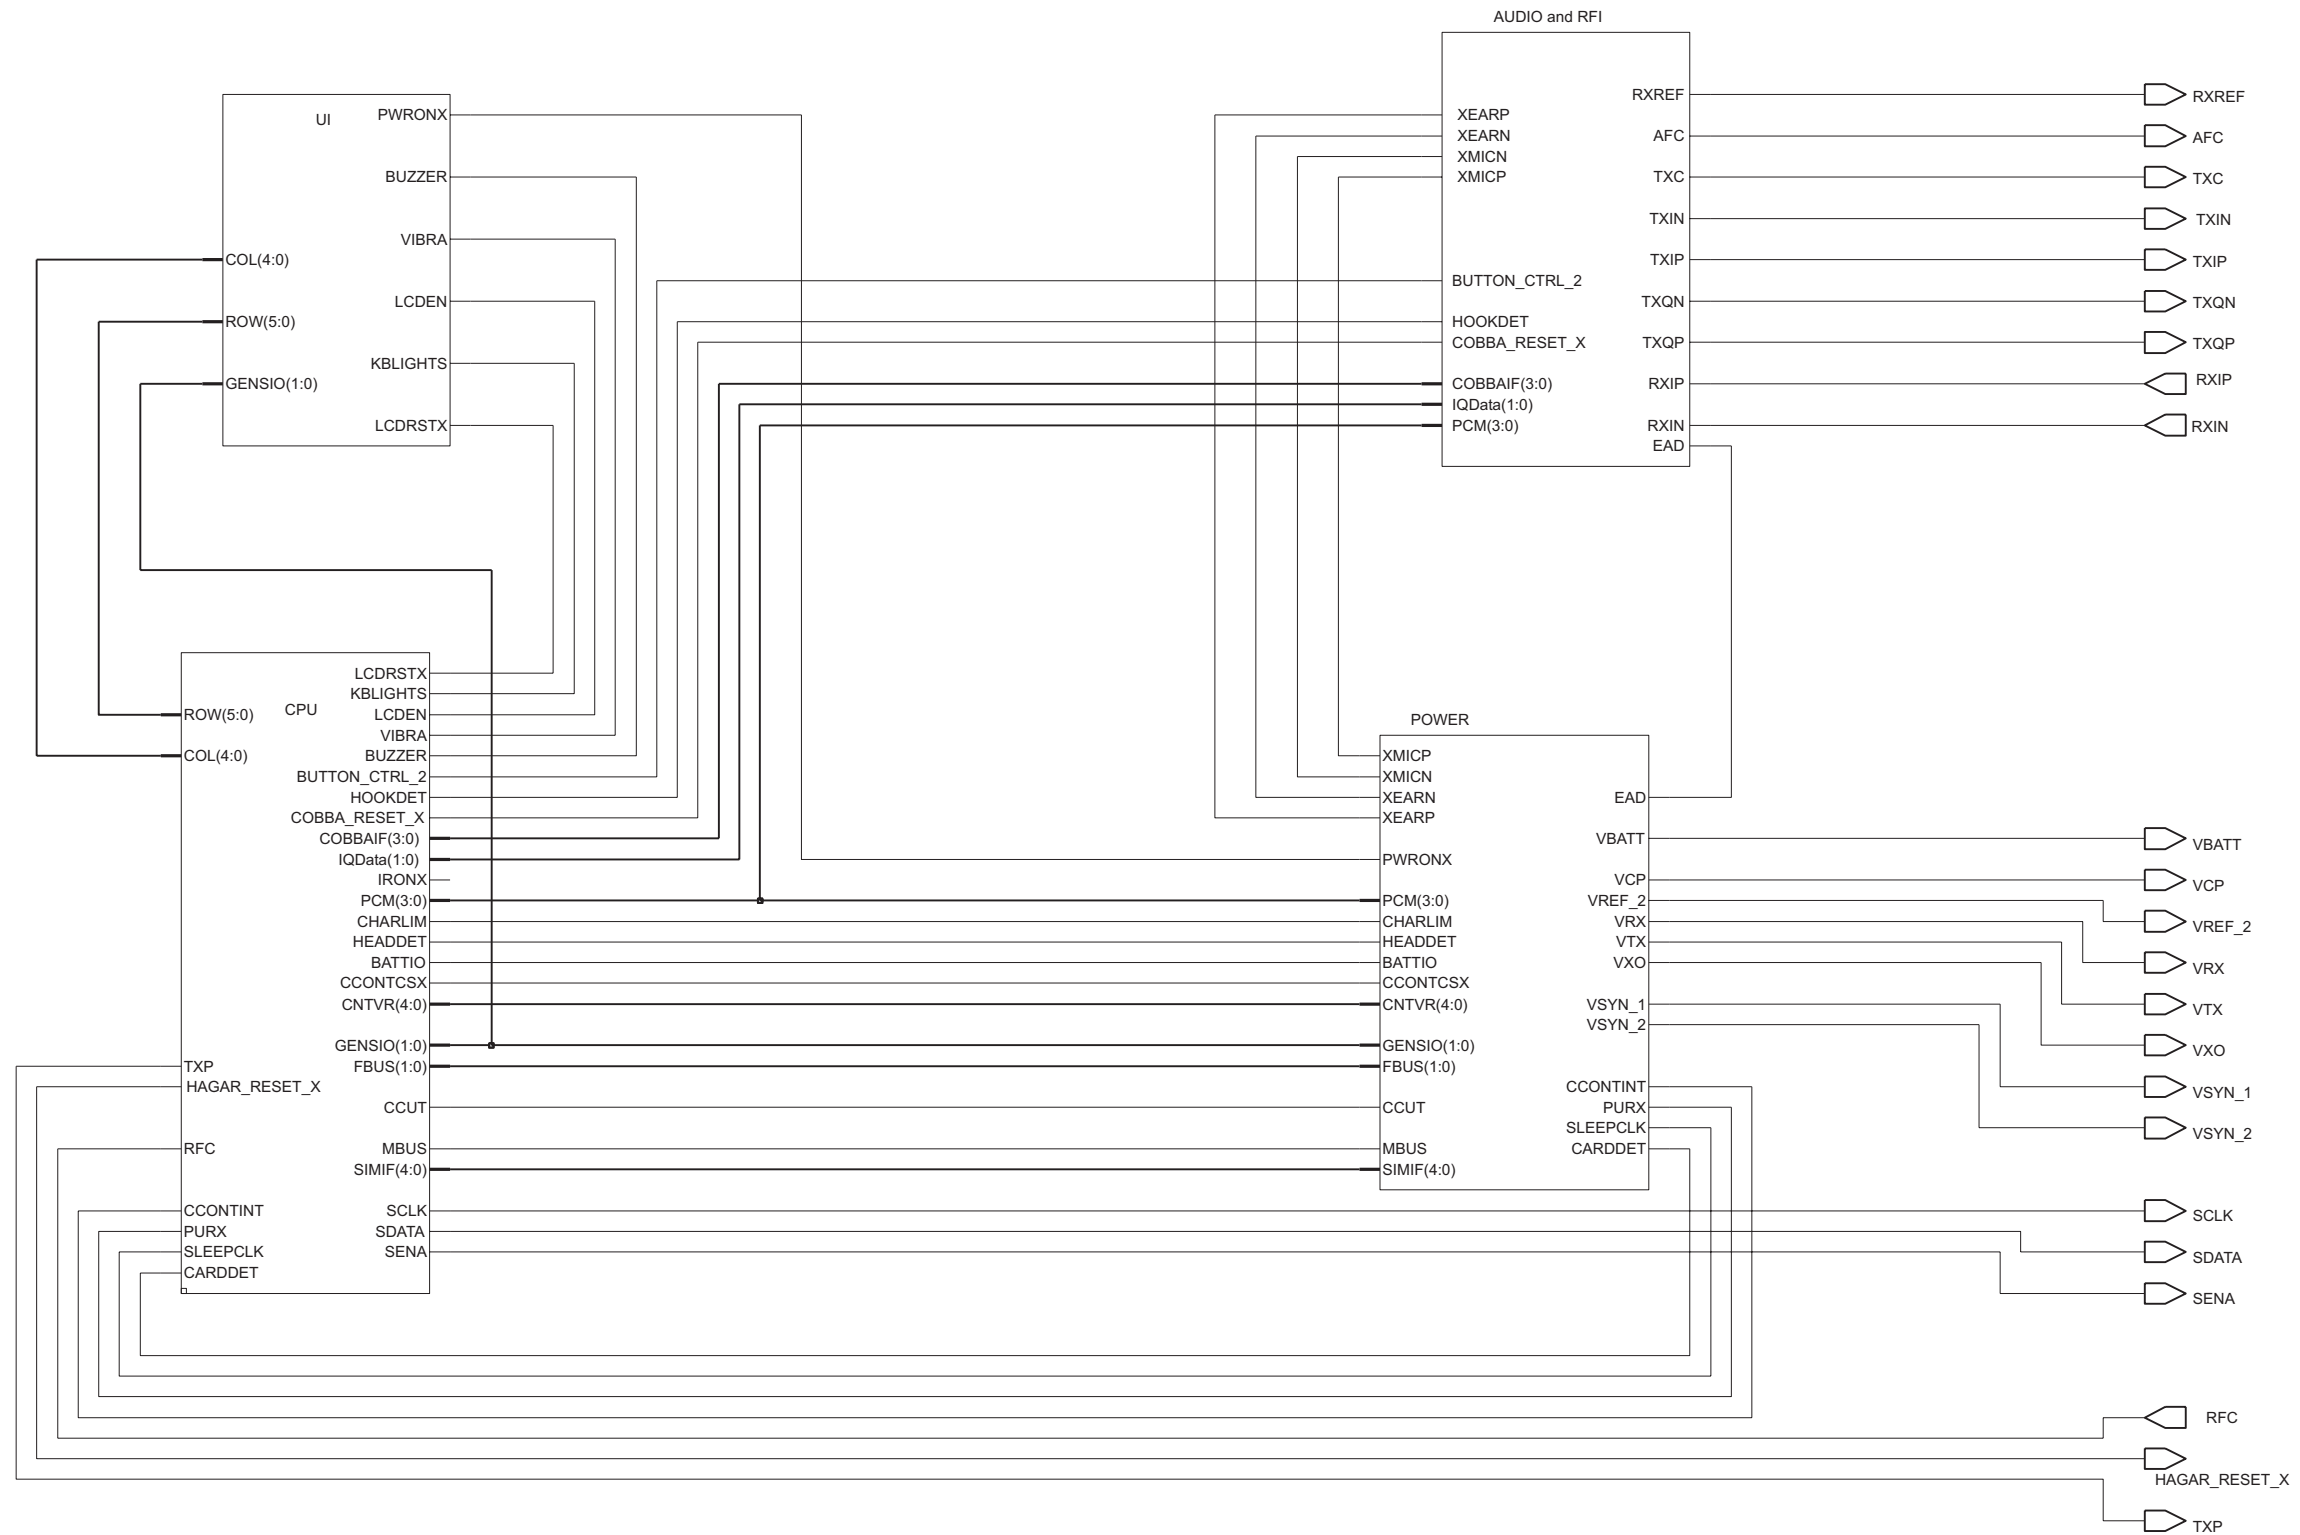 AUDIO and RFI
XEARP
XEARN
XMICN
XMICP
BUTTON_CTRL_2
HOOKDET
COBBA_RESET_X
COBBAIF(3:0)
IQData(1:0)
PCM(3:0)
RXREF
AFC
TXC
TXIN
TXIP
TXQN
TXQP
RXIP
RXIN
EAD
RXREF
AFC
TXC
TXIN
TXIP
TXQN
TXQP
RXIP
RXIN
UI
COL(4:0)
ROW(5:0)
GENSIO(1:0)
PWRONX
BUZZER
VIBRA
LCDEN
KBLIGHTS
LCDRSTX
CPU
ROW(5:0)
COL(4:0)
TXP
HAGAR_RESET_X
RFC
CCONTINT
PURX
SLEEPCLK
CARDDET
LCDRSTX
KBLIGHTS
LCDEN
VIBRA
BUZZER
BUTTON_CTRL_2
HOOKDET
COBBA_RESET_X
COBBAIF(3:0)
IQData(1:0)
IRONX
PCM(3:0)
CHARLIM
HEADDET
BATTIO
CCONTCSX
CNTVR(4:0)
GENSIO(1:0)
FBUS(1:0)
CCUT
MBUS
SIMIF(4:0)
SCLK
SDATA
SENA
POWER
XMICP
XMICN
XEARN
XEARP
PWRONX
PCM(3:0)
CHARLIM
HEADDET
BATTIO
CCONTCSX
CNTVR(4:0)
GENSIO(1:0)
FBUS(1:0)
CCUT
MBUS
SIMIF(4:0)
EAD
VBATT
VCP
VREF_2
VRX
VTX
VXO
VSYN_1
VSYN_2
CCONTINT
PURX
SLEEPCLK
CARDDET
VBATT
VCP
VREF_2
VRX
VTX
VXO
VSYN_1
VSYN_2
SCLK
SDATA
SENA
RFC
HAGAR_RESET_X
TXP